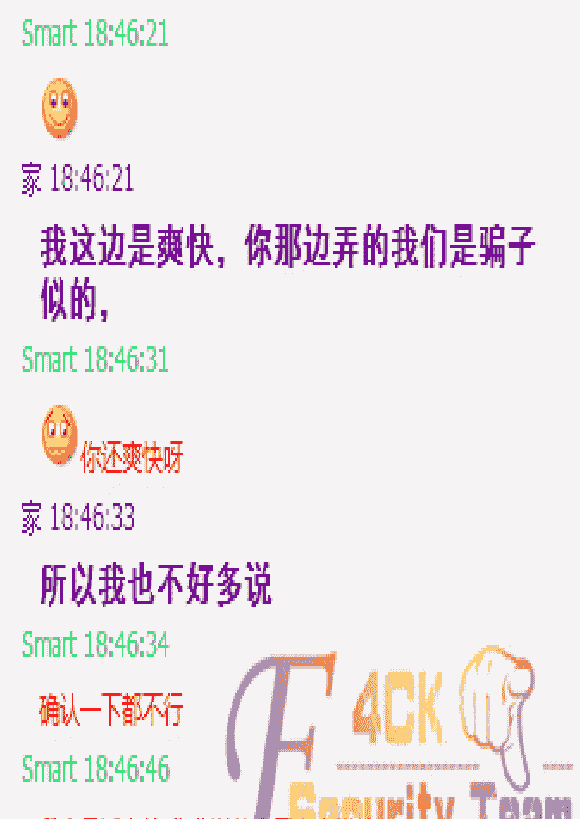 Smart 18:46:21
家 18:46:21
我这边是爽快，你那边弄的我们是骗子
似的，
Smart 18:46:31
你还爽快呀
家 18:46:33
所以我也不好多说
Smart 18:46:34
确认一下都不行
Smart 18:46:46
F4CK
Security Team